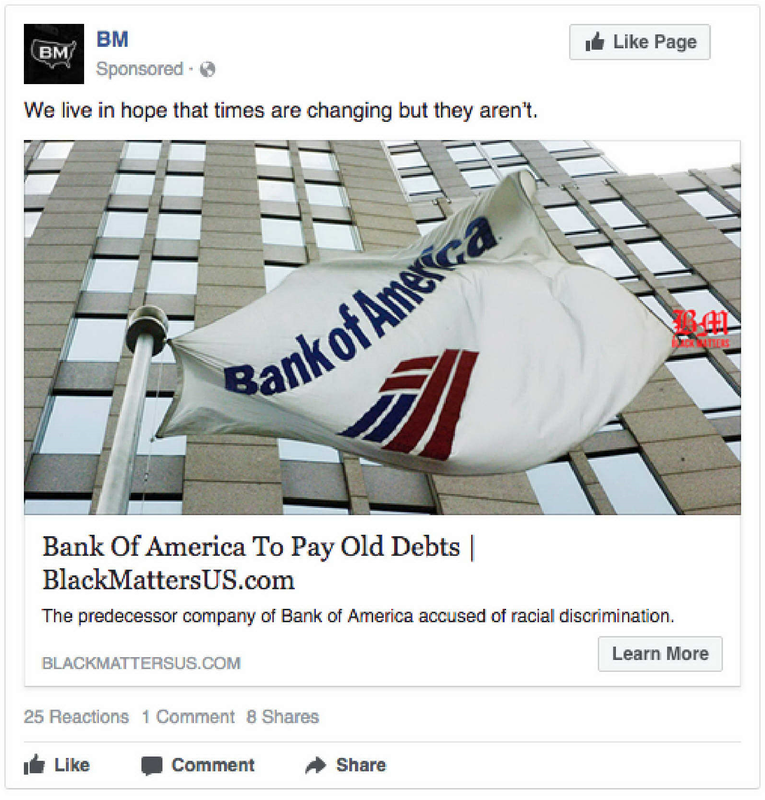 BM
BM
Like Page
Sponsored ·
We live in hope that times are changing but they aren't.
Bank of America
BM
BLACK MATTERS
Bank Of America To Pay Old Debts |
BlackMattersUS.com
The predecessor company of Bank of America accused of racial discrimination.
BLACKMATTERSUS.COM
Learn More
25 Reactions 1 Comment 8 Shares
Like Comment Share